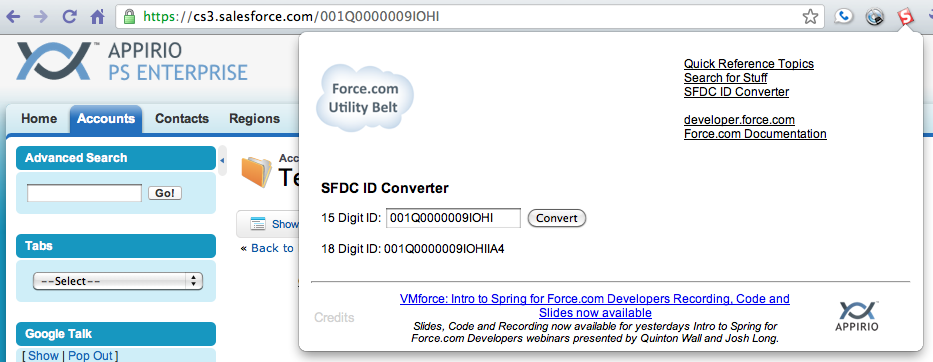 https://cs3.salesforce.com/001Q0000009IOHI
APPIRIO
PS ENTERPRISE
Home Accounts Contacts Regions
Advanced Search
Go!
Tabs
--Select--
Google Talk
[ Show | Pop Out ]
Acc
Te
Show
« Back to
Force.com
Utility Belt
Quick Reference Topics
Search for Stuff
SFDC ID Converter
developer.force.com
Force.com Documentation
SFDC ID Converter
15 Digit ID: 001Q0000009IOHI Convert
18 Digit ID: 001Q0000009IOHIIA4
Credits
VMforce: Intro to Spring for Force.com Developers Recording, Code and
Slides now available
Slides, Code and Recording now available for yesterdays Intro to Spring for
Force.com Developers webinars presented by Quinton Wall and Josh Long.
APPIRIO